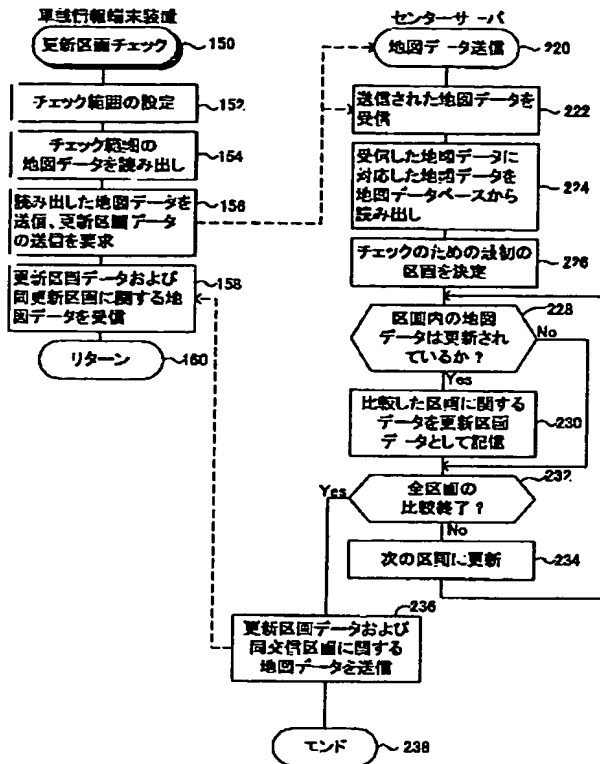 車載情報端末装置
更新区画チェック
150
チェック範囲の設定
152
チェック範囲の
地図データを読み出し
154
読み出した地図データを
送信、更新区画データ
の送信を要求
156
更新区画データおよび
同更新区画に関する地
図データを受信
158
リターン
160
センターサーバ
地図データ送信
220
送信された地図データを
受信
222
受信した地図データに
対応した地図データを
地図データベースから
読み出し
224
チェックのための最初の
区画を決定
226
区画内の地図
データは更新され
ているか?
228
No
Yes
比較した区画に関する
データを更新区画
データとして記憶
230
全区画の
比較終了?
232
Yes
No
次の区画に更新
234
更新区画データおよび
同更新区画に関する
地図データを送信
236
エンド
238